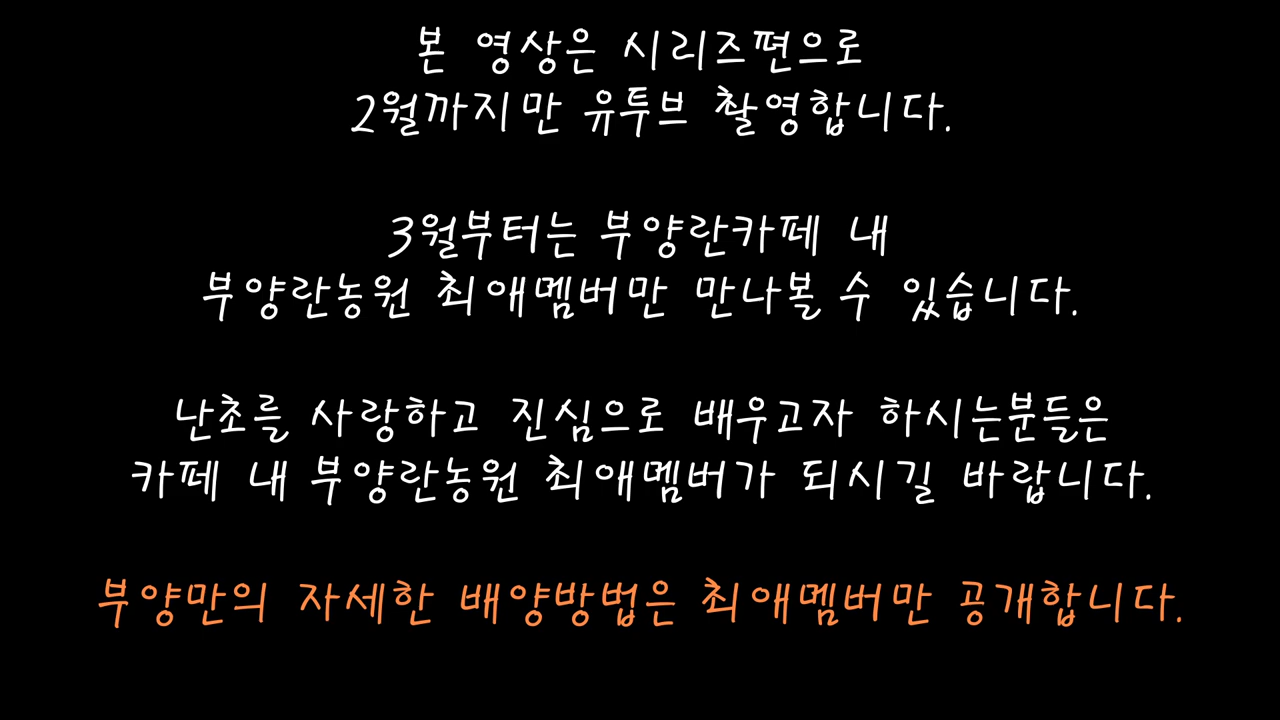 본 영상은 시리즈편으로
2월까지만 유투브 촬영합니다.
3월부터는 부양란카페 내
부양란농원 최애멤버만 만나볼 수 있습니다.
난초를 사랑하고 진심으로 배우고자 하시는분들은
카페 내 부양란농원 최애멤버가 되시길 바랍니다.
부양만의 자세한 배양방법은 최애멤버만 공개합니다.